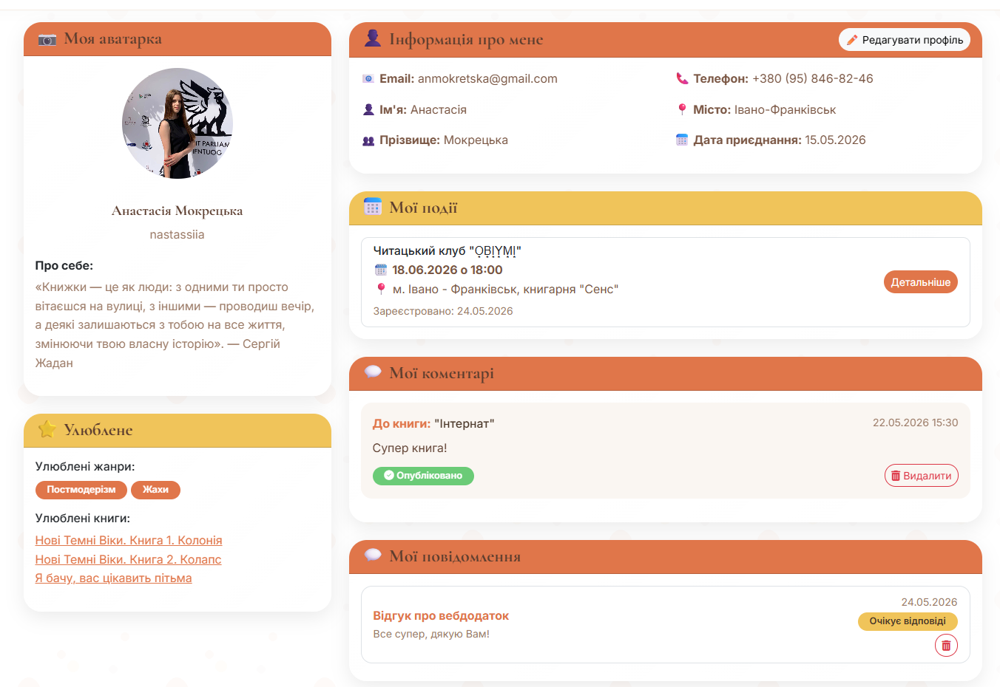 Моя аватарка
IT PARLIAM
IFNTUOG
Анастасія Мокрецька
nastassiia
Про себе:
«Книжки — це як люди: з одними ти просто
вітаєшся на вулиці, з іншими — проводиш вечір,
а деякі залишаються з тобою на все життя,
змінюючи твою власну історію». — Сергій
Жадан
Улюблене
Улюблені жанри:
Постмодерізм Жахи
Улюблені книги:
Нові Темні Віки. Книга 1. Колонія
Нові Темні Віки. Книга 2. Колапс
Я бачу, вас цікавить пітьма
Інформація про мене
Редагувати профіль
Email: anmokretska@gmail.com
Телефон: +380 (95) 846-82-46
Ім'я: Анастасія
Місто: Івано-Франківськ
Прізвище: Мокрецька
Дата приєднання: 15.05.2026
Мої події
Читацький клуб "ОВІУМІ"
18.06.2026 о 18:00
м. Івано - Франківськ, книгарня "Сенс"
Зареєстровано: 24.05.2026
Детальніше
Мої коментарі
До книги: "Інтернат"
22.05.2026 15:30
Супер книга!
Опубліковано
Видалити
Мої повідомлення
24.05.2026
Відгук про вебдодаток
Очікує відповіді
Все супер, дякую Вам!